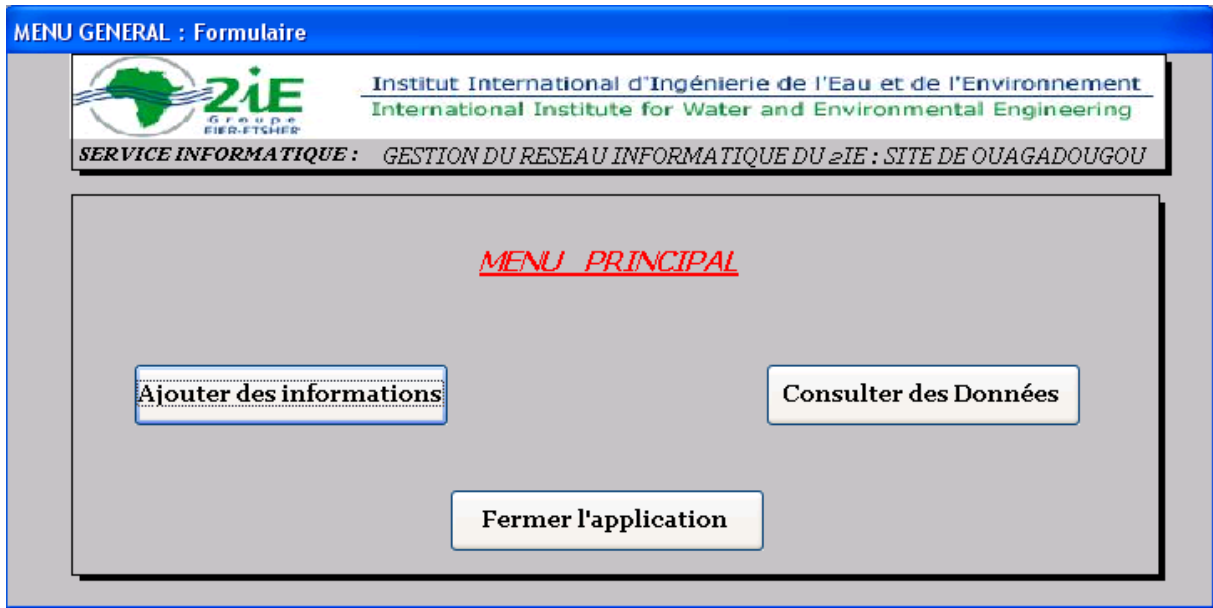 MENU GENERAL : Formulaire
2iE
Groupe
EIER-ETSHER
Institut International d'Ingénierie de l'Eau et de l'Environnement
International Institute for Water and Environmental Engineering
SERVICE INFORMATIQUE : GESTION DU RESEAU INFORMATIQUE DU 2IE : SITE DE OUAGADOUGOU
MENU PRINCIPAL
Ajouter des informations
Consulter des Données
Fermer l'application